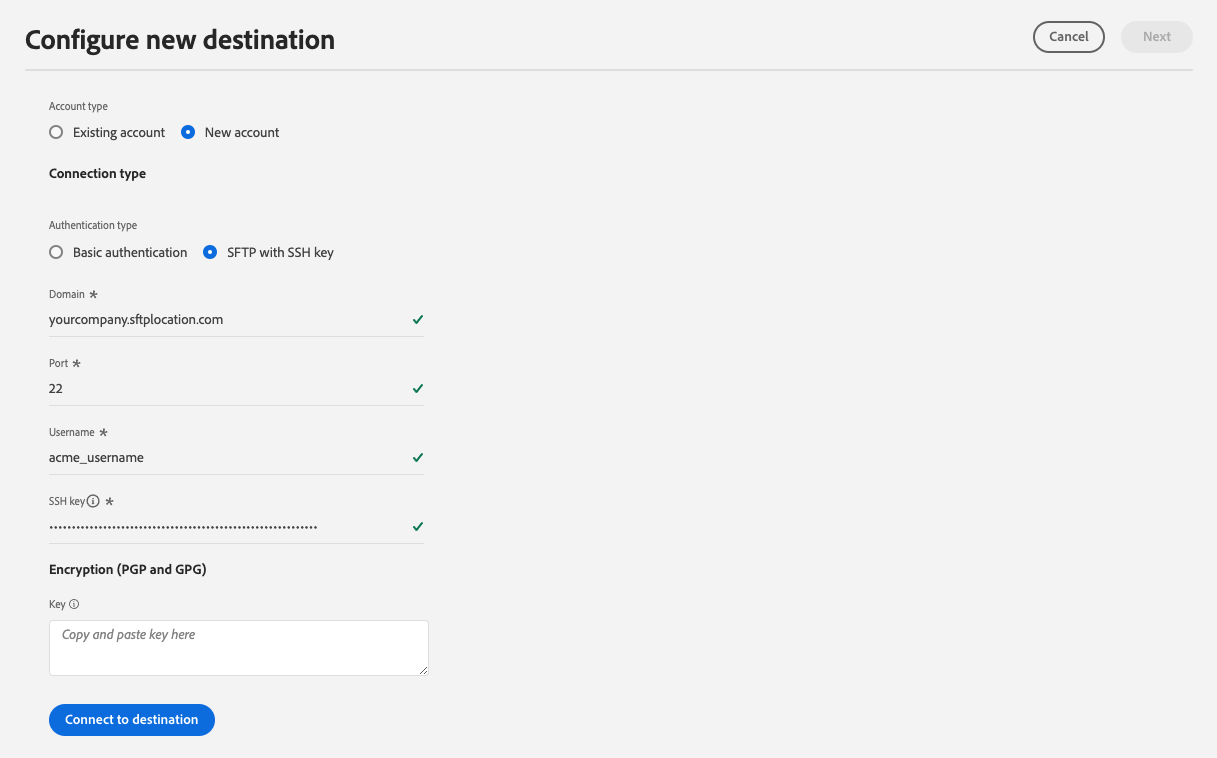 Configure new destination
Cancel
Next
Account type
Existing account
New account
Connection type
Authentication type
Basic authentication
SFTP with SSH key
Domain *
yourcompany.sftplocation.com
Port *
22
Username *
acme_username
SSH key *
Encryption (PGP and GPG)
Key
Copy and paste key here
Connect to destination